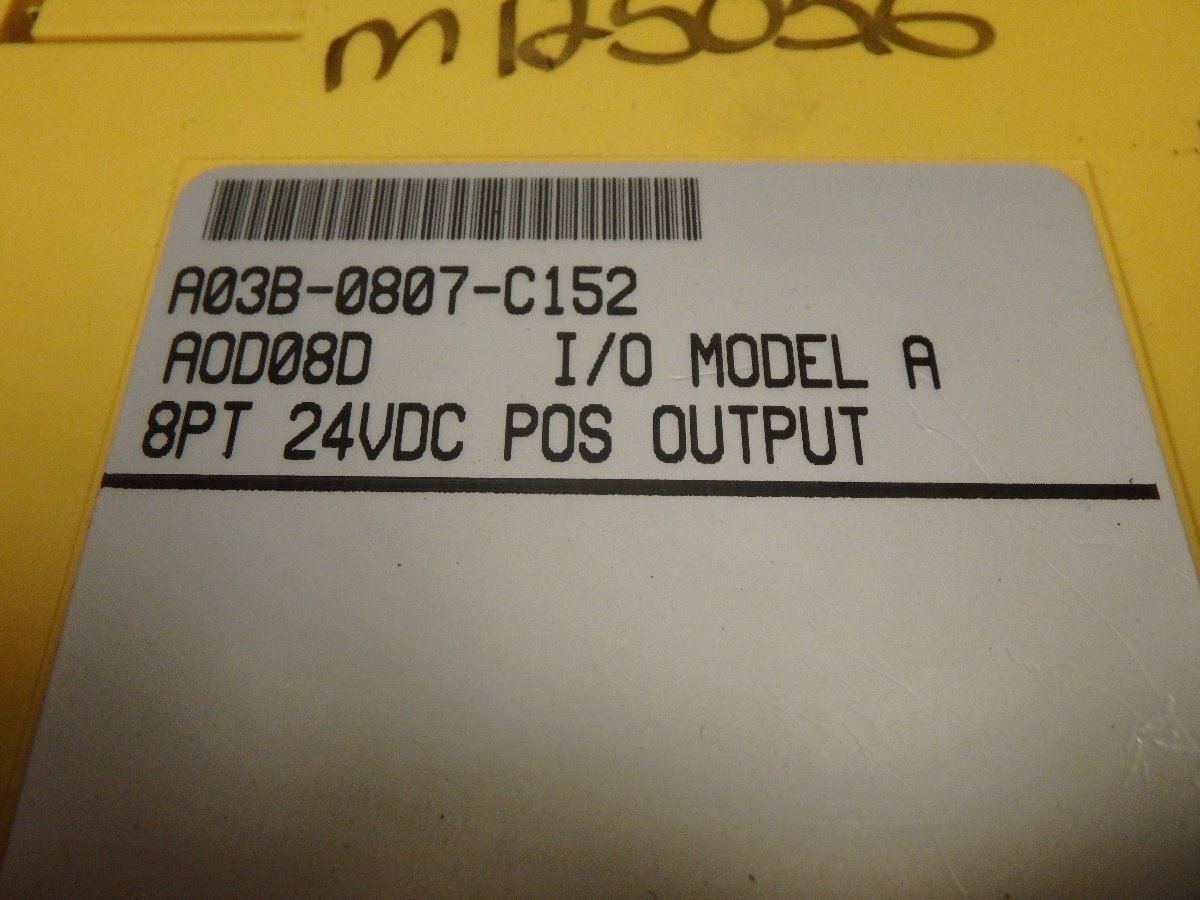 m125056
A03B-0807-C152
AOD08D I/O MODEL A
8PT 24VDC POS OUTPUT